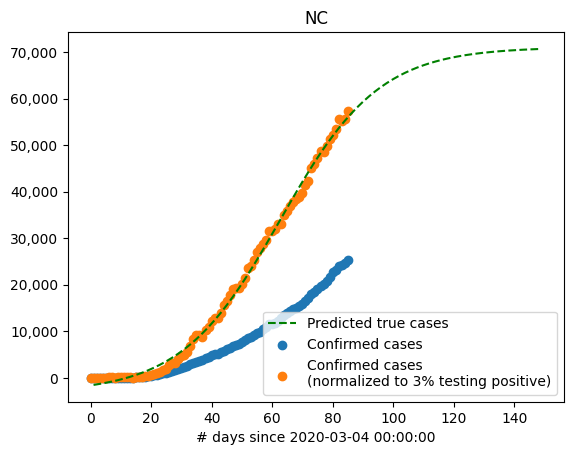 NC
70,000
60,000
50,000
40,000
30,000
20,000
10,000
0
Predicted true cases
Confirmed cases
Confirmed cases
(normalized to 3% testing positive)
0 20 40 60 80 100 120 140
# days since 2020-03-04 00:00:00